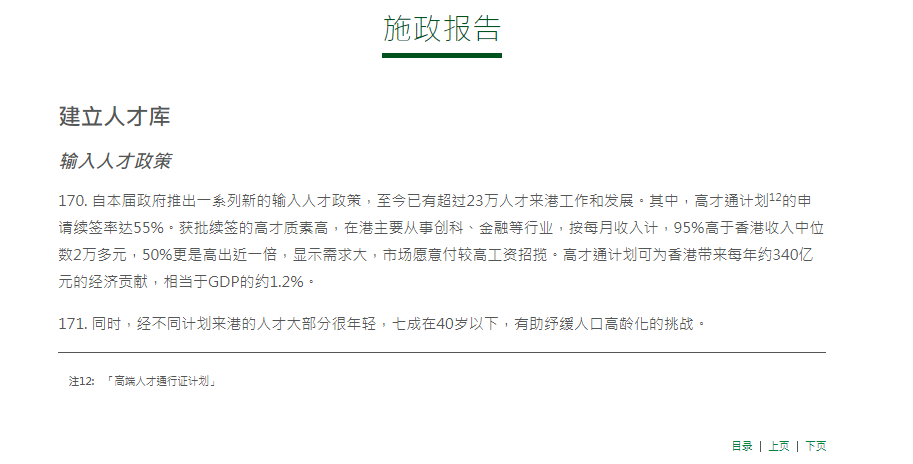 施政报告
建立人才库
输入人才政策
170. 自本届政府推出一系列新的输入人才政策，至今已有超过23万人才来港工作和发展。其中，高才通计划12的申
请续签率达55%。获批续签的高才质素高，在港主要从事创科、金融等行业，按每月收入计，95%高于香港收入中位
数2万多元，50%更是高出近一倍，显示需求大，市场愿意付较高工资招揽。高才通计划可为香港带来每年约340亿
元的经济贡献，相当于GDP的约1.2%。
171. 同时，经不同计划来港的人才大部分很年轻，七成在40岁以下，有助纾缓人口高龄化的挑战。
注12: 「高端人才通行证计划」
目录 | 上页 | 下页